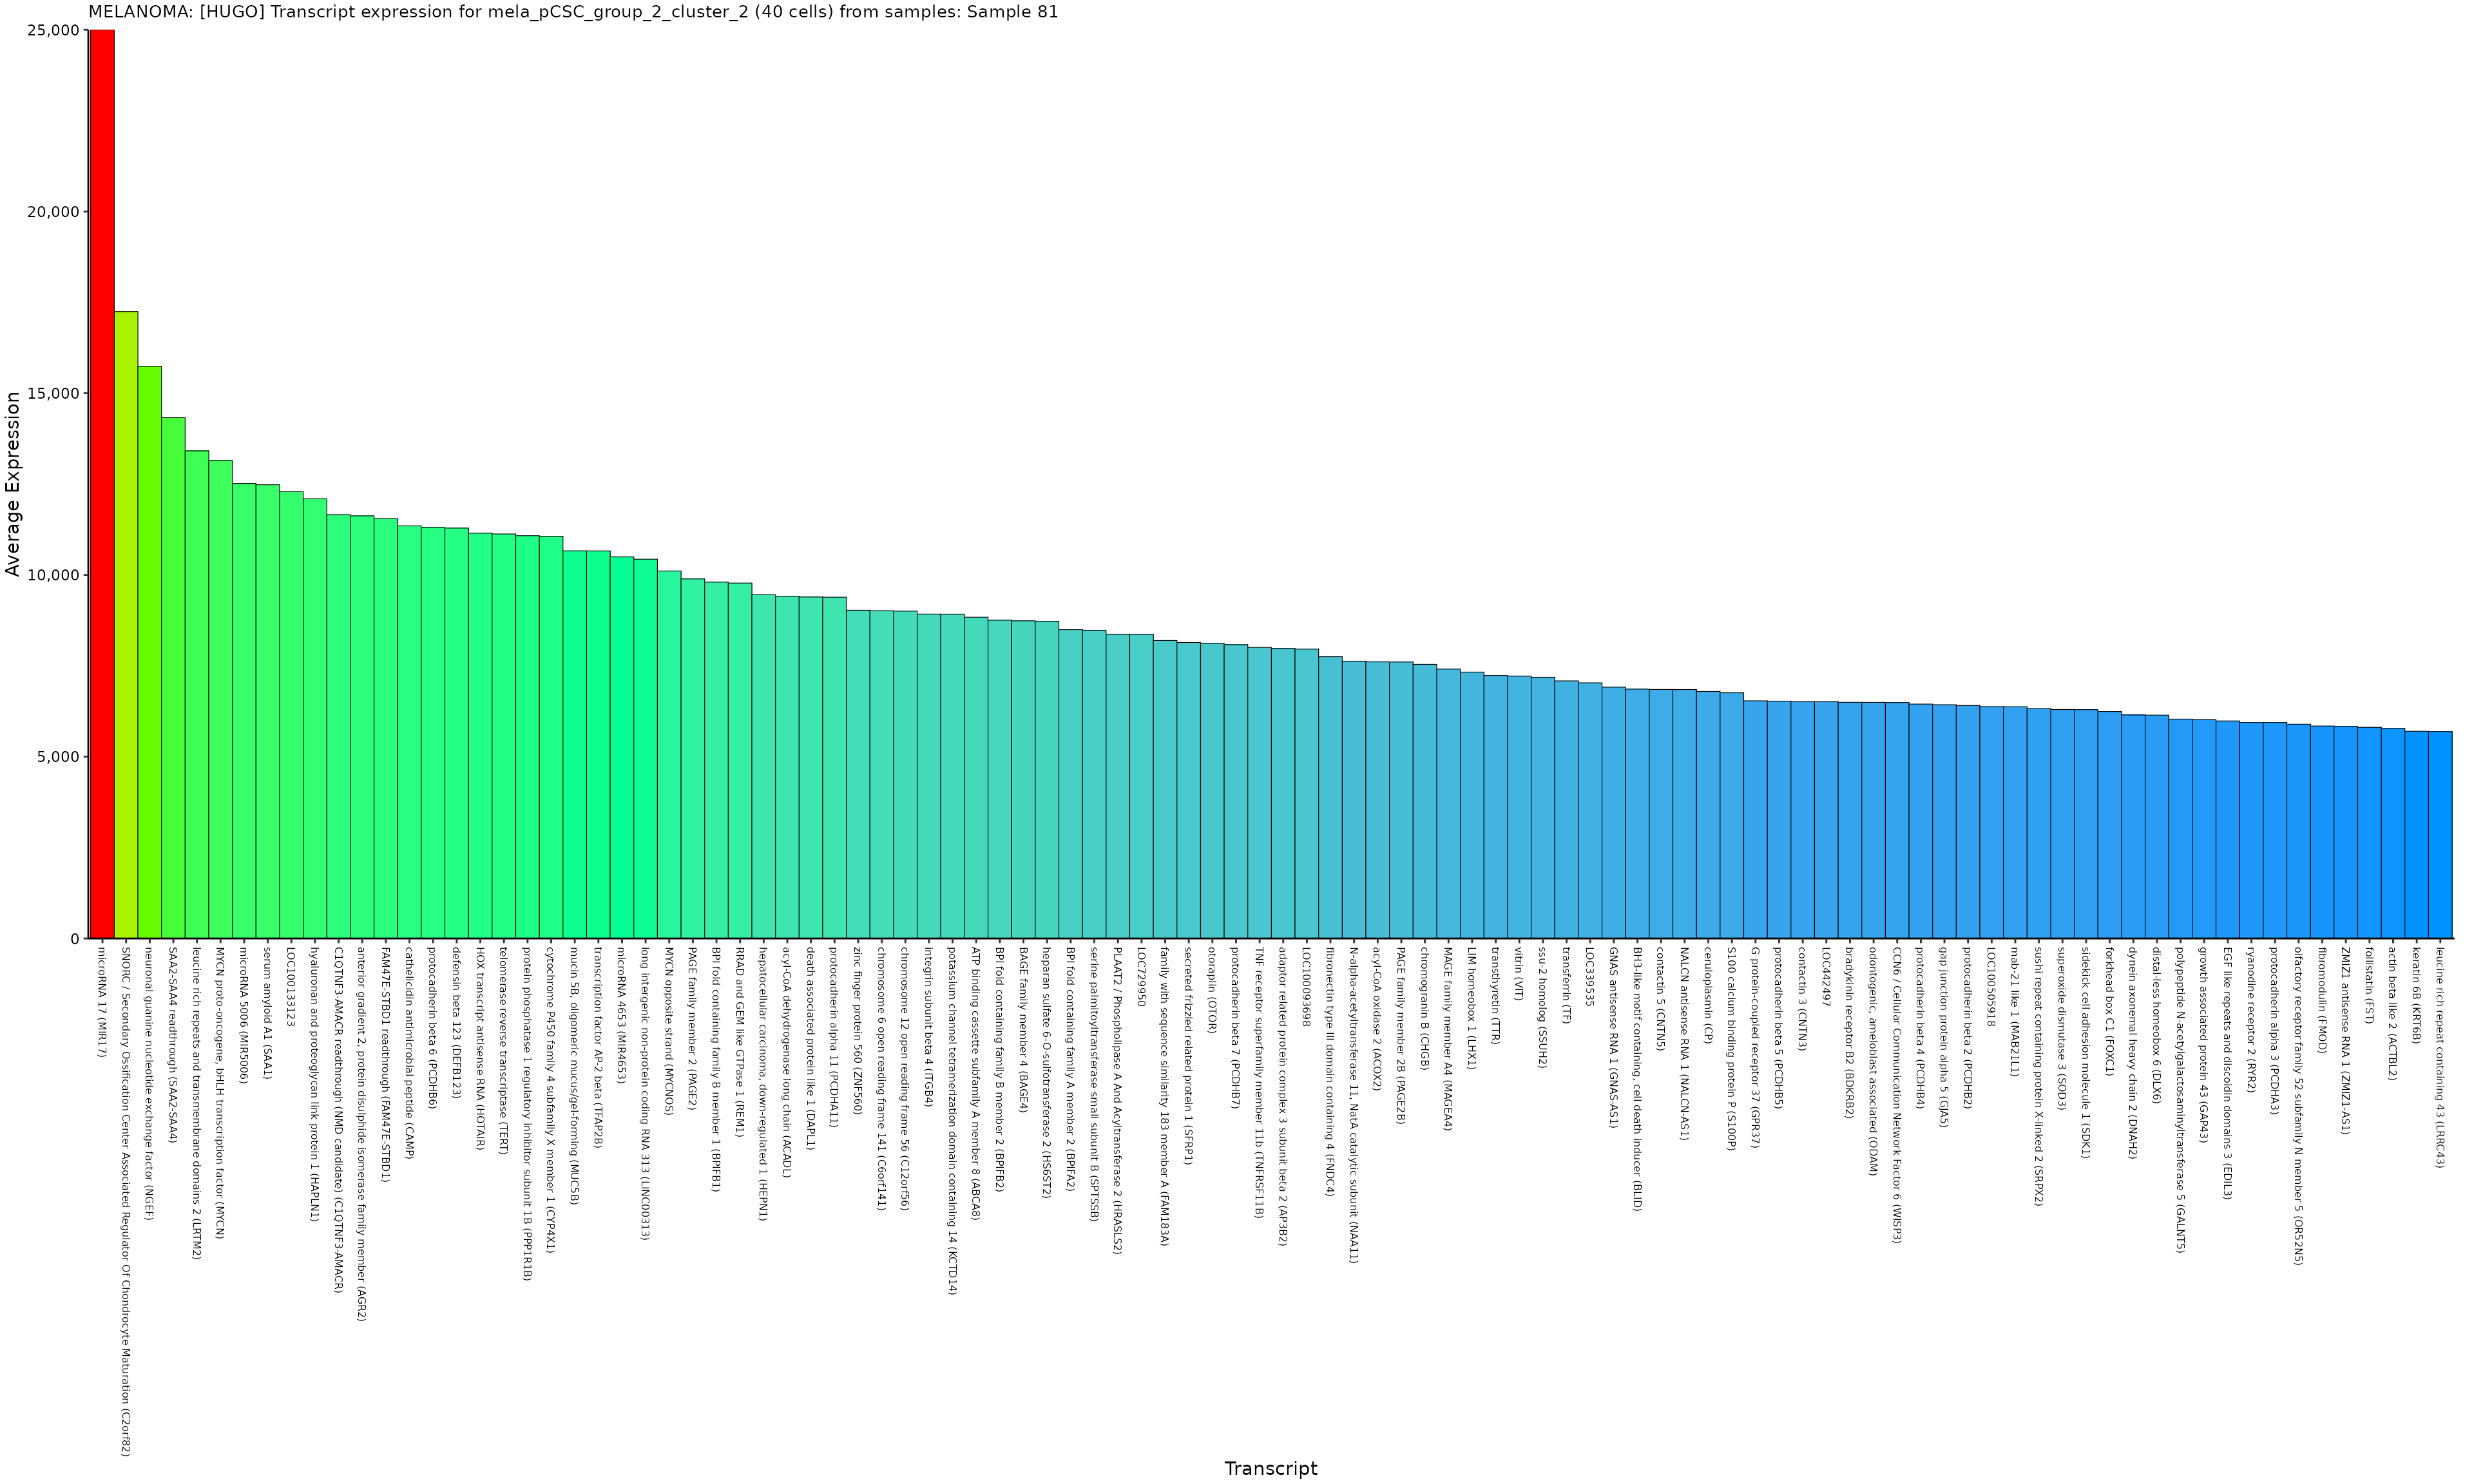 MELANOMA: [HUGO] Transcript expression for mela_pCSC_group_2_cluster_2 (40 cells) from samples: Sample 81
Average Expression
25,000
20,000
15,000
10,000
5,000
0
microRNA 17 (MIR17)
SNORC / Secondary Ossification Center Associated Regulator Of Chondrocyte Maturation (C2orf82)
neuronal guanine nucleotide exchange factor (NGEF)
SAA2-SAA4 readthrough (SAA2-SAA4)
leucine rich repeats and transmembrane domains 2 (LRTM2)
MYCN proto-oncogene, bHLH transcription factor (MYCN)
microRNA 5006 (MIR5006)
serum amyloid A1 (SAA1)
LOC100133123
hyaluronan and proteoglycan link protein 1 (HAPLN1)
C1QTNF3-AMACR readthrough (NMD candidate) (C1QTNF3-AMACR)
anterior gradient 2, protein disulphide isomerase family member (AGR2)
FAM47E-STBD1 readthrough (FAM47E-STBD1)
cathelicidin antimicrobial peptide (CAMP)
protocadherin beta 6 (PCDHB6)
defensin beta 123 (DEFB123)
HOX transcript antisense RNA (HOTAIR)
telomerase reverse transcriptase (TERT)
protein phosphatase 1 regulatory inhibitor subunit 1B (PPP1R1B)
cytochrome P450 family 4 subfamily X member 1 (CYP4X1)
mucin 5B, oligomeric mucus/gel-forming (MUC5B)
transcription factor AP-2 beta (TFAP2B)
microRNA 4653 (MIR4653)
long intergenic non-protein coding RNA 313 (LINC00313)
MYCN opposite strand (MYCNOS)
PAGE family member 2 (PAGE2)
BPI fold containing family B member 1 (BPIFB1)
RRAD and GEM like GTPase 1 (REM1)
hepatocellular carcinoma, down-regulated 1 (HEPN1)
acyl-CoA dehydrogenase long chain (ACADL)
death associated protein like 1 (DAPL1)
protocadherin alpha 11 (PCDHA11)
zinc finger protein 560 (ZNF560)
chromosome 6 open reading frame 141 (C6orf141)
chromosome 12 open reading frame 56 (C12orf56)
integrin subunit beta 4 (ITGB4)
potassium channel tetramerization domain containing 14 (KCTD14)
ATP binding cassette subfamily A member 8 (ABCA8)
BPI fold containing family B member 2 (BPIFB2)
BAGE family member 4 (BAGE4)
heparan sulfate 6-O-sulfotransferase 2 (HS6ST2)
BPI fold containing family A member 2 (BPIFA2)
serine palmitoyltransferase small subunit B (SPTSSB)
PLAAT2 / Phospholipase A And Acyltransferase 2 (HRASLS2)
LOC729950
family with sequence similarity 183 member A (FAM183A)
secreted frizzled related protein 1 (SFRP1)
otoraplin (OTOR)
protocadherin beta 7 (PCDHB7)
TNF receptor superfamily member 11b (TNFRSF11B)
adaptor related protein complex 3 subunit beta 2 (AP3B2)
LOC100093698
fibronectin type III domain containing 4 (FNDC4)
N-alpha-acetyltransferase 11, NatA catalytic subunit (NAA11)
acyl-CoA oxidase 2 (ACOX2)
PAGE family member 2B (PAGE2B)
chromogranin B (CHGB)
MAGE family member A4 (MAGEA4)
LIM homeobox 1 (LHX1)
transthyretin (TTR)
vitrin (VIT)
ssu-2 homolog (SSUH2)
transferrin (TF)
LOC339535
GNAS antisense RNA 1 (GNAS-AS1)
BH3-like motif containing, cell death inducer (BLID)
contactin 5 (CNTN5)
NALCN antisense RNA 1 (NALCN-AS1)
ceruloplasmin (CP)
S100 calcium binding protein P (S100P)
G protein-coupled receptor 37 (GPR37)
protocadherin beta 5 (PCDHB5)
contactin 3 (CNTN3)
LOC442497
bradykinin receptor B2 (BDKRB2)
odontogenic, ameloblast associated (ODAM)
CCN6 / Cellular Communication Network Factor 6 (WISP3)
protocadherin beta 4 (PCDHB4)
gap junction protein alpha 5 (GJA5)
protocadherin beta 2 (PCDHB2)
LOC100505918
mab-21 like 1 (MAB21L1)
sushi repeat containing protein X-linked 2 (SRPX2)
superoxide dismutase 3 (SOD3)
sidekick cell adhesion molecule 1 (SDK1)
forkhead box C1 (FOXC1)
dynein axonemal heavy chain 2 (DNAH2)
distal-less homeobox 6 (DLX6)
polypeptide N-acetylgalactosaminyltransferase 5 (GALNT5)
growth associated protein 43 (GAP43)
EGF like repeats and discoidin domains 3 (EDIL3)
ryanodine receptor 2 (RYR2)
protocadherin alpha 3 (PCDHA3)
olfactory receptor family 52 subfamily N member 5 (OR52N5)
fibromodulin (FMOD)
ZMIZ1 antisense RNA 1 (ZMIZ1-AS1)
follistatin (FST)
actin beta like 2 (ACTBL2)
keratin 6B (KRT6B)
leucine rich repeat containing 43 (LRRC43)
Transcript